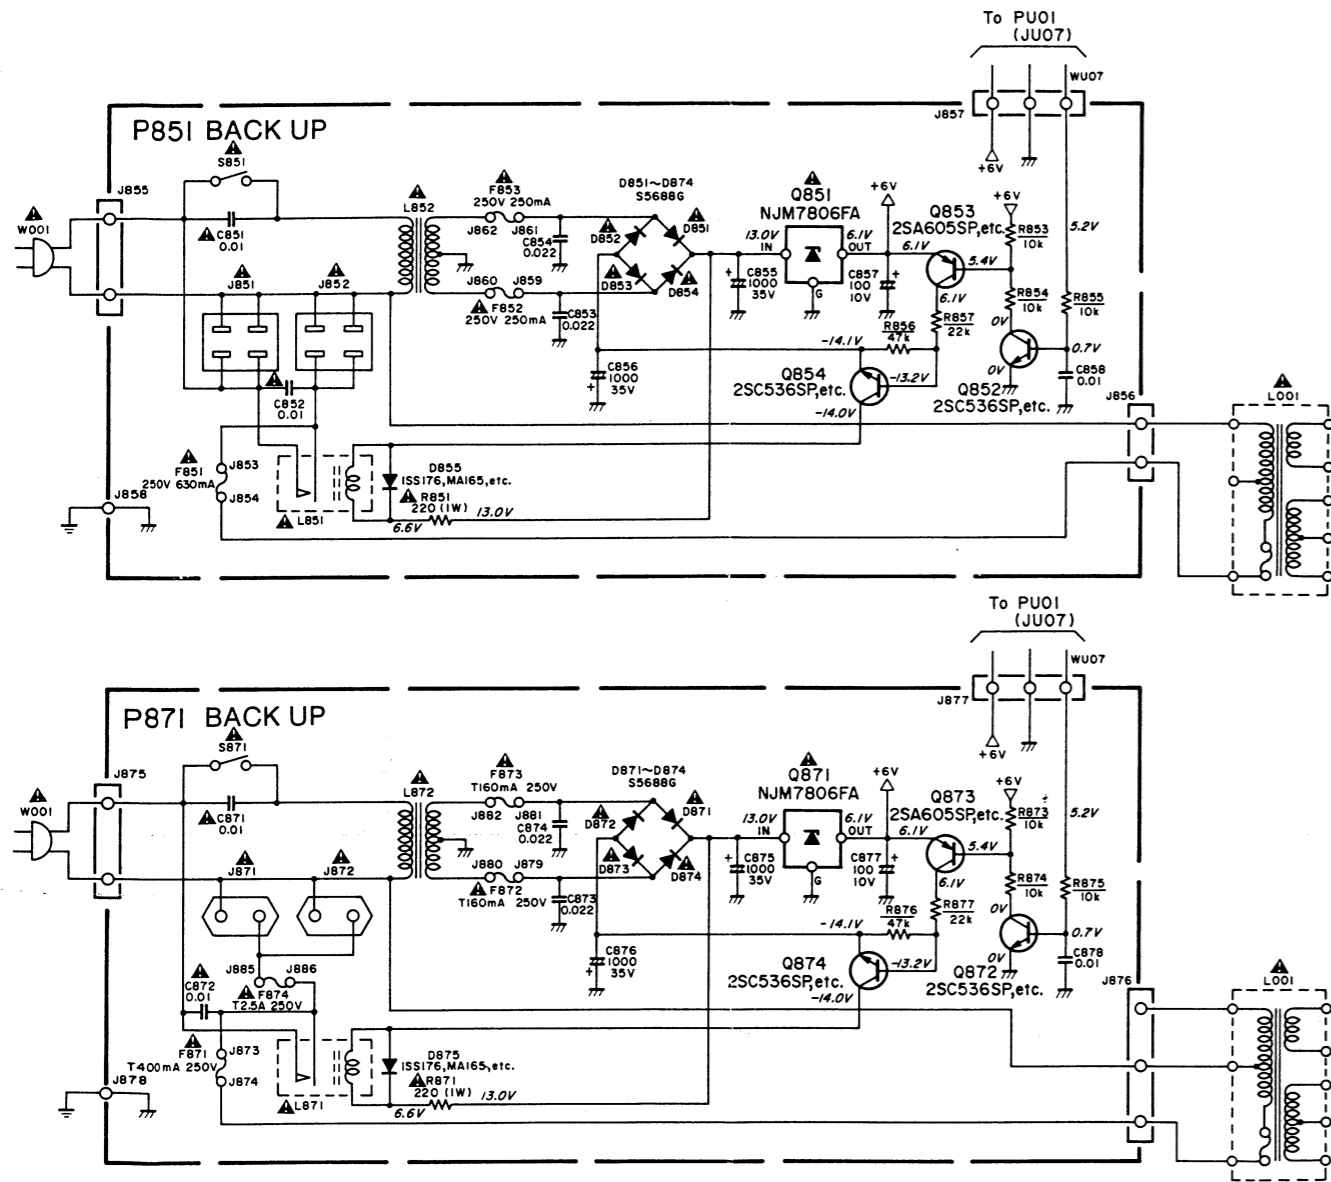 To PU01
(JU07)
WU07
J857
+6V
P851 BACK UP
S851
J855
W001
C851
0.01
L852
F853
250V 250mA
J862
J861
C854
0.022
D851~D874
S5688G
D852
D851
D853
D854
J860
J859
F852
250V 250mA
C853
0.022
Q851
NJM7806FA
13.0V
IN
6.1V
OUT
G
C855
1000
35V
C857
100
10V
+6V
Q853
2SA605SP,etc.
6.1V
5.4V
6.1V
+6V
R853
10k
5.2V
R854
10k
R855
10k
R857
22k
R856
47k
0V
0.7V
0V
C858
0.01
Q852
2SC536SP,etc.
-14.1V
Q854
2SC536SP,etc.
-13.2V
-14.0V
C856
1000
35V
J851
J852
C852
0.01
F851
250V 630mA
J853
J854
J858
L851
D855
1SS176,MA165,etc.
R851
220 (1W)
13.0V
6.6V
J856
L001
To PU01
(JU07)
WU07
J877
+6V
P871 BACK UP
S871
J875
W001
C871
0.01
L872
F873
T160mA 250V
J882
J881
C874
0.022
D871~D874
S5688G
D872
D871
D873
D874
J880
J879
F872
T160mA 250V
C873
0.022
Q871
NJM7806FA
13.0V
IN
6.1V
OUT
G
C875
1000
35V
C877
100
10V
+6V
Q873
2SA605SP,etc.
6.1V
5.4V
6.1V
+6V
R873
10k
5.2V
R874
10k
R875
10k
R877
22k
R876
47k
0V
0.7V
0V
C878
0.01
Q872
2SC536SP,etc.
-14.1V
Q874
2SC536SP,etc.
-13.2V
-14.0V
C876
1000
35V
J871
J872
J885
J886
F874
T2.5A 250V
C872
0.01
F871
T400mA 250V
J873
J874
J878
L871
D875
1SS176,MA165,etc.
R871
220 (1W)
13.0V
6.6V
J876
L001